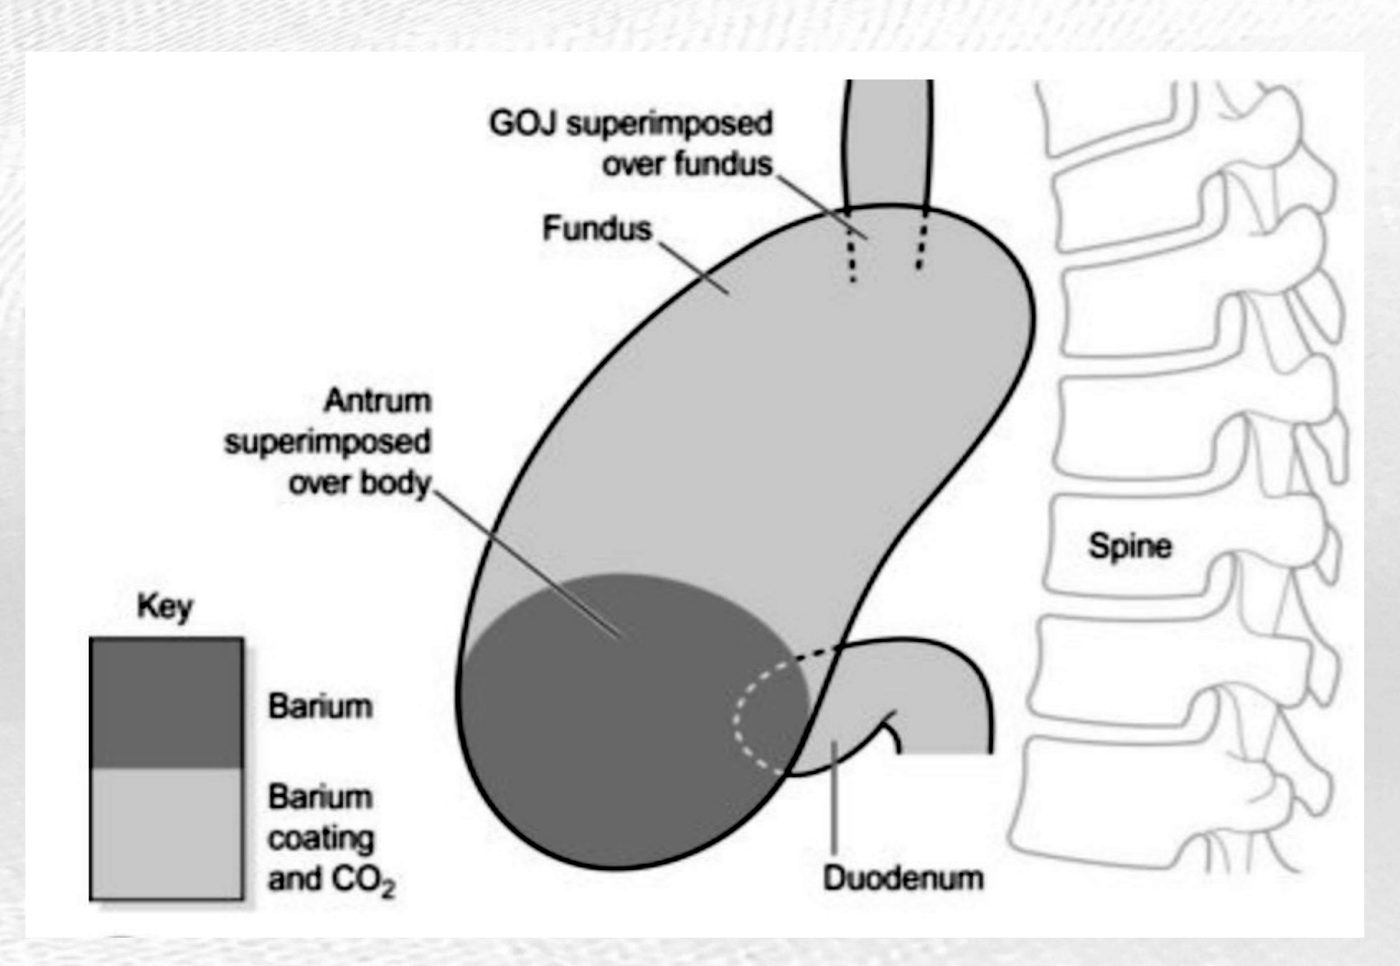 GOJ superimposed
over fundus
Fundus
Antrum
superimposed
over body
Spine
Key
Barium
Barium
coating
and CO₂
Duodenum